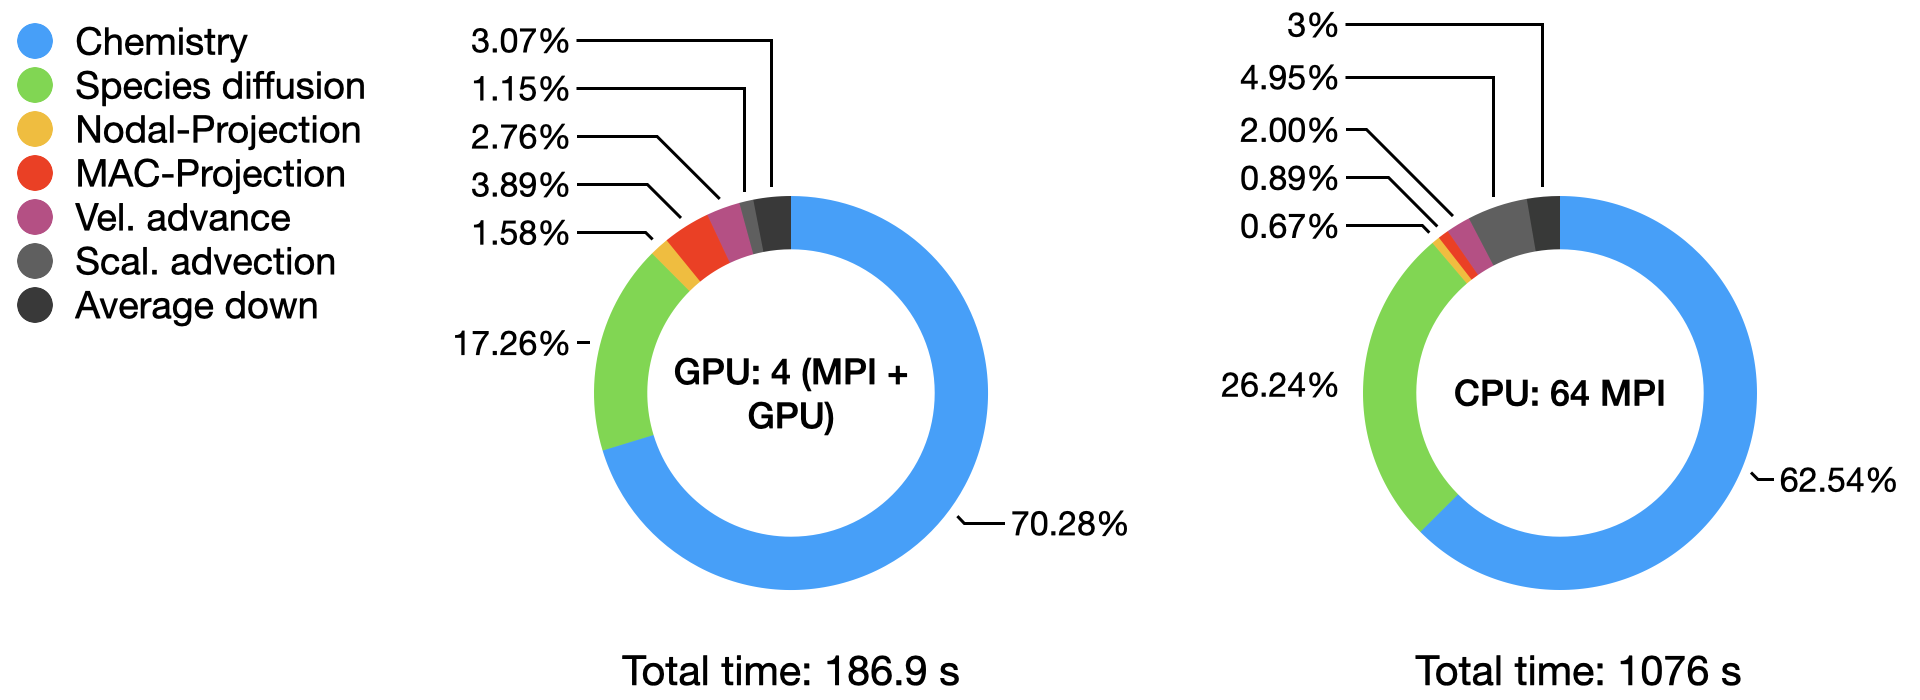 Chemistry
Species diffusion
Nodal-Projection
MAC-Projection
Vel. advance
Scal. advection
Average down
3.07%
1.15%
2.76%
3.89%
1.58%
17.26%
GPU: 4 (MPI +
GPU)
70.28%
Total time: 186.9 s
3%
4.95%
2.00%
0.89%
0.67%
26.24%
CPU: 64 MPI
62.54%
Total time: 1076 s